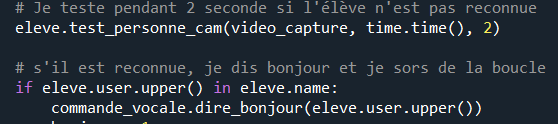 # Je teste pendant 2 seconde si l'élève n'est pas reconnue
eleve.test_personne_cam(video_capture, time.time(), 2)
# s'il est reconnue, je dis bonjour et je sors de la boucle
if eleve.user.upper() in eleve.name:
commande_vocale.dire_bonjour(eleve.user.upper())